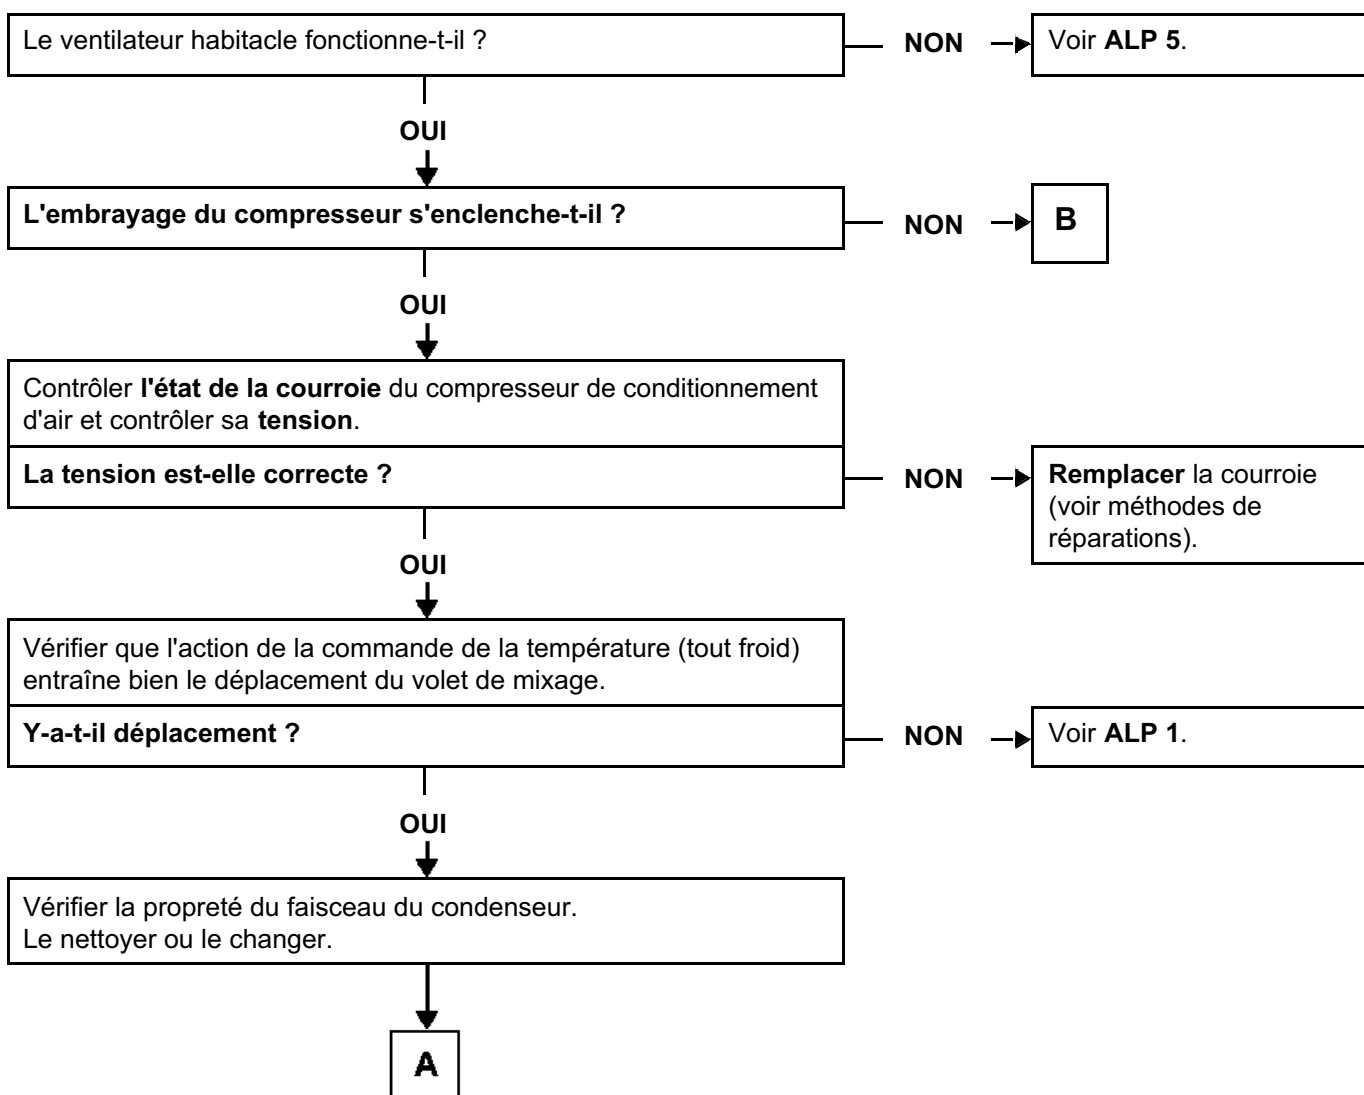 Le ventilateur habitacle fonctionne-t-il ?
NON
Voir ALP 5.
OUI
L'embrayage du compresseur s'enclenche-t-il ?
NON
B
OUI
Contrôler l'état de la courroie du compresseur de conditionnement
d'air et contrôler sa tension.
La tension est-elle correcte ?
NON
Remplacer la courroie
(voir méthodes de
réparations).
OUI
Vérifier que l'action de la commande de la température (tout froid)
entraîne bien le déplacement du volet de mixage.
Y-a-t-il déplacement ?
NON
Voir ALP 1.
OUI
Vérifier la propreté du faisceau du condenseur.
Le nettoyer ou le changer.
A